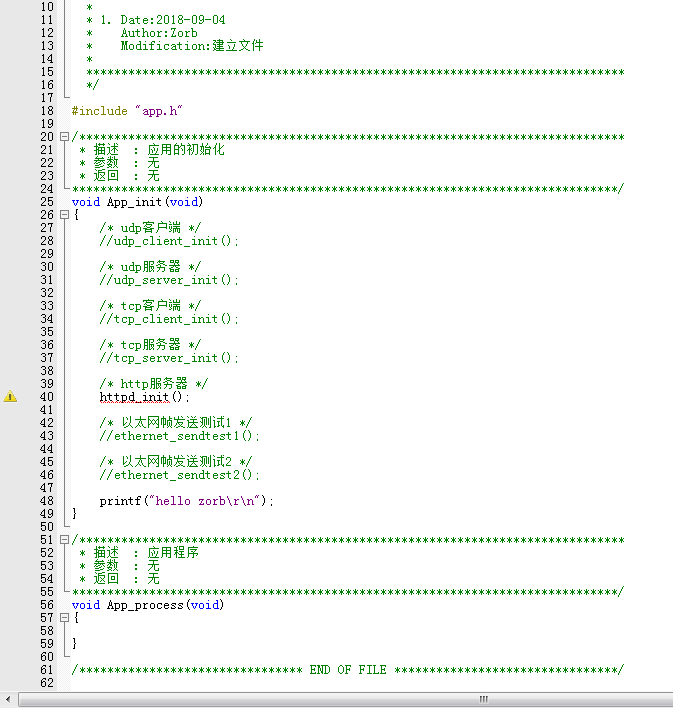 10  *
11  * 1. Date:2018-09-04
12  *    Author:Zorb
13  *    Modification:建立文件
14  *
15  *****************************************************************************
16  */
17
18 #include "app.h"
19
20 /******************************************************************************
21  * 描述  : 应用的初始化
22  * 参数  : 无
23  * 返回  : 无
24 ******************************************************************************/
25 void App_init(void)
26 {
27     /* udp客户端 */
28     //udp_client_init();
29
30     /* udp服务器 */
31     //udp_server_init();
32
33     /* tcp客户端 */
34     //tcp_client_init();
35
36     /* tcp服务器 */
37     //tcp_server_init();
38
39     /* http服务器 */
40     httpd_init();
41
42     /* 以太网帧发送测试1 */
43     //ethernet_sendtest1();
44
45     /* 以太网帧发送测试2 */
46     //ethernet_sendtest2();
47
48     printf("hello zorb\r\n");
49 }
50
51 /******************************************************************************
52  * 描述  : 应用程序
53  * 参数  : 无
54  * 返回  : 无
55 ******************************************************************************/
56 void App_process(void)
57 {
58
59 }
60
61 /******************************** END OF FILE ********************************/
62